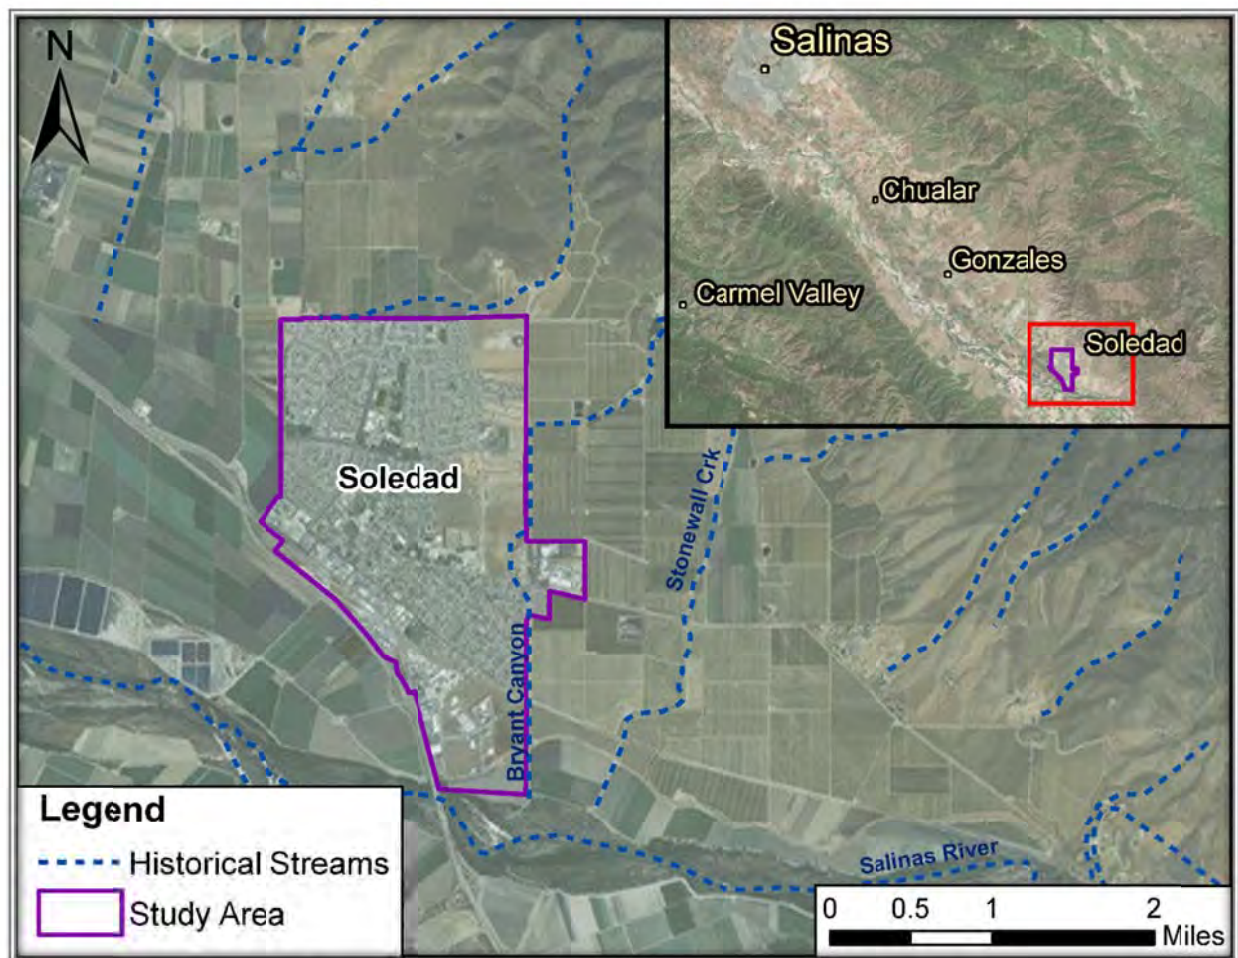 N
Salinas
Chualar
Gonzales
Carmel Valley
Soledad
Soledad
Stonewall Crk
Bryant Canyon
Salinas River
Legend
Historical Streams
Study Area
0 0.5 1 2
Miles